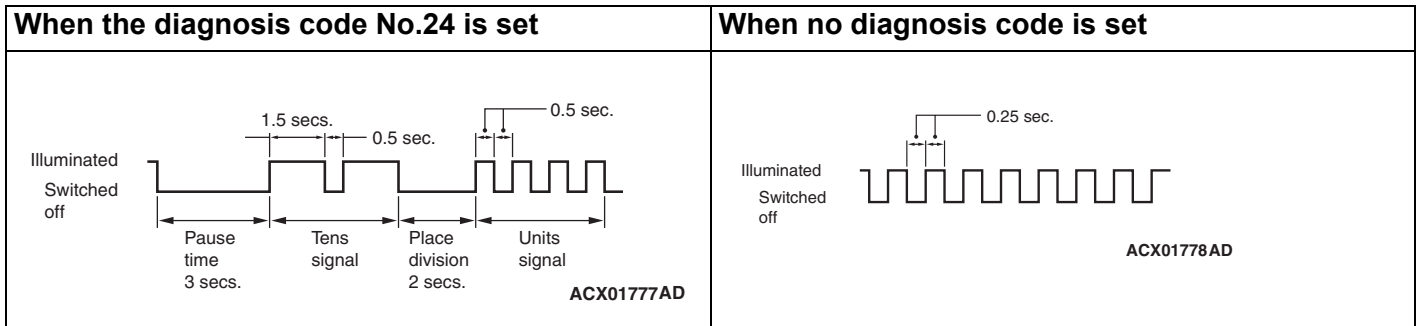 When the diagnosis code No.24 is set
When no diagnosis code is set
1.5 secs.
0.5 sec.
0.5 sec.
Illuminated
Switched
off
Pause
time
3 secs.
Tens
signal
Place
division
2 secs.
Units
signal
ACX01777AD
0.25 sec.
Illuminated
Switched
off
ACX01778AD